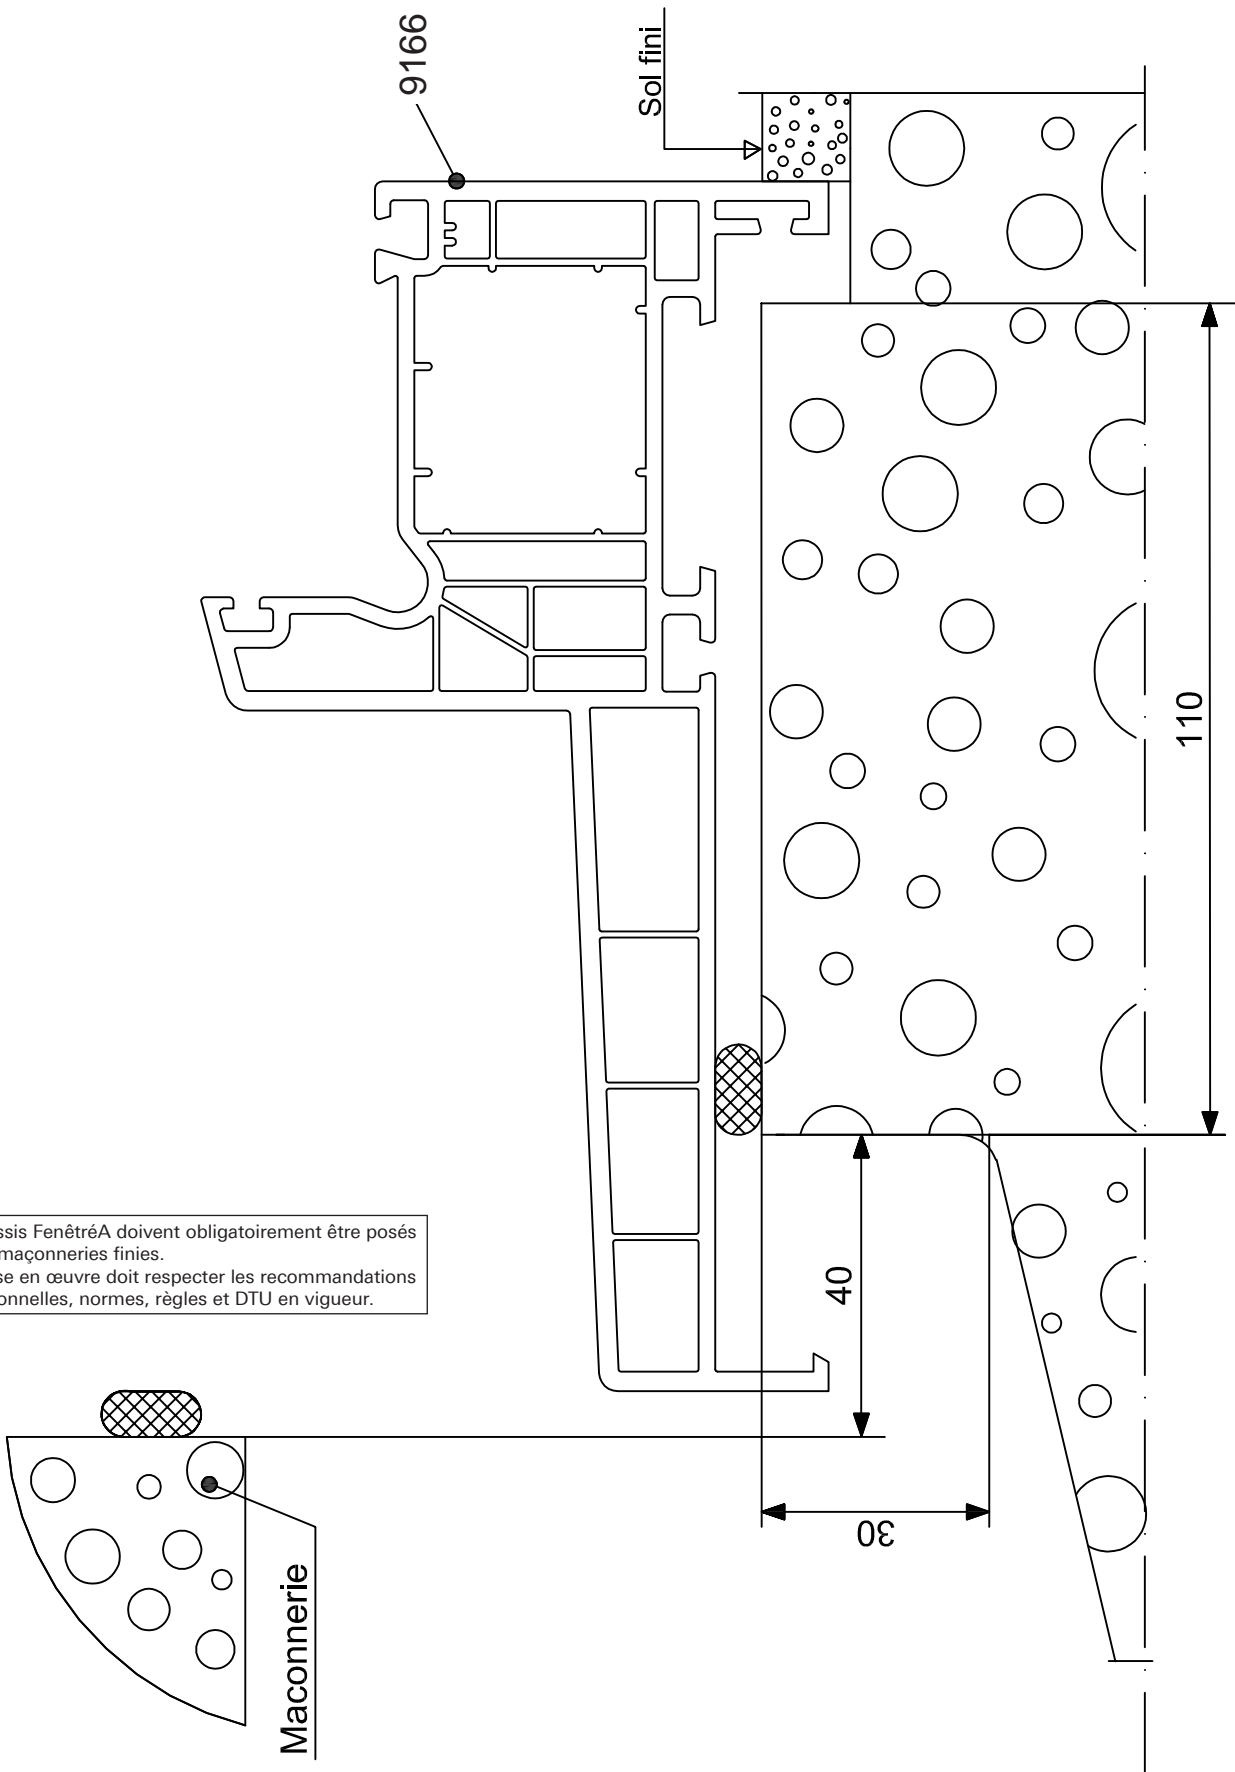 9166
Sol fini
110
40
30
ssis FenêtréA doivent obligatoirement être posés
maçonneries finies.
se en œuvre doit respecter les recommandations
onnelles, normes, règles et DTU en vigueur.
Maconnerie